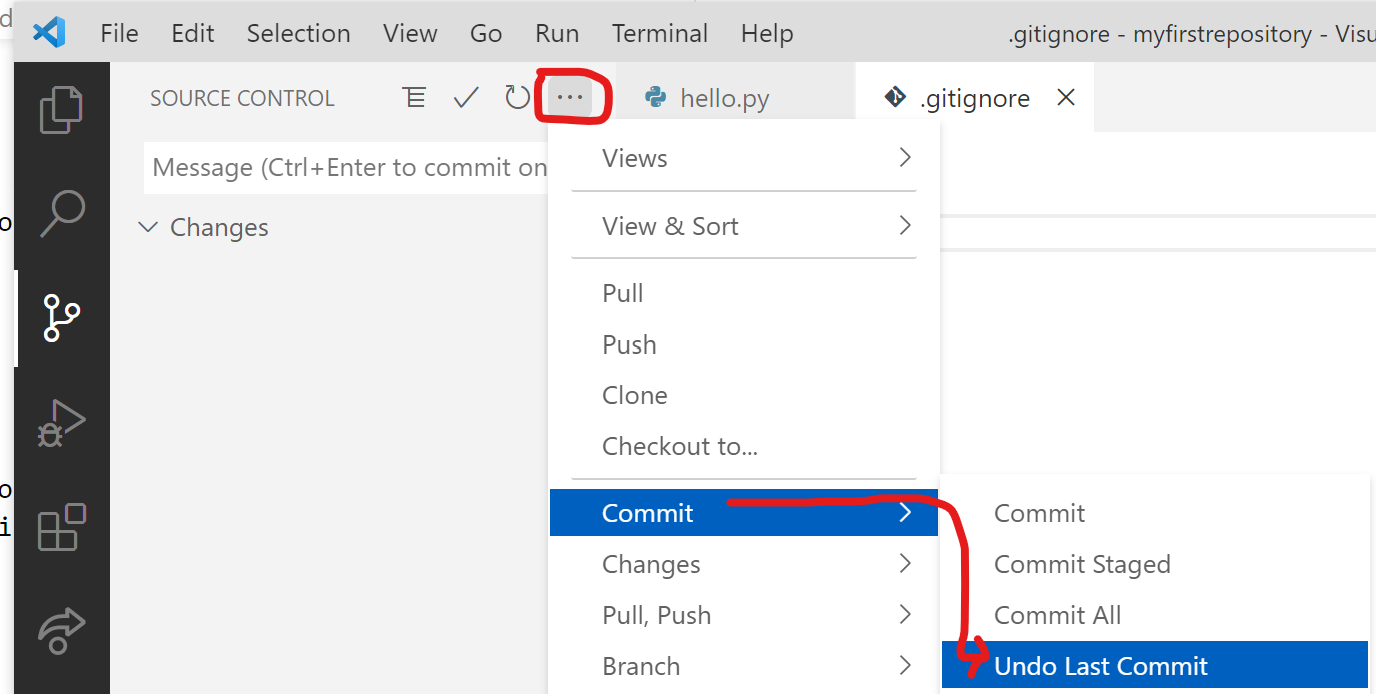 File Edit Selection View Go Run Terminal Help .gitignore - myfirstrepository - Visu
SOURCE CONTROL ... hello.py .gitignore
Message (Ctrl+Enter to commit on
Changes
Views
View & Sort
Pull
Push
Clone
Checkout to...
Commit
Changes
Pull, Push
Branch
Commit
Commit Staged
Commit All
Undo Last Commit